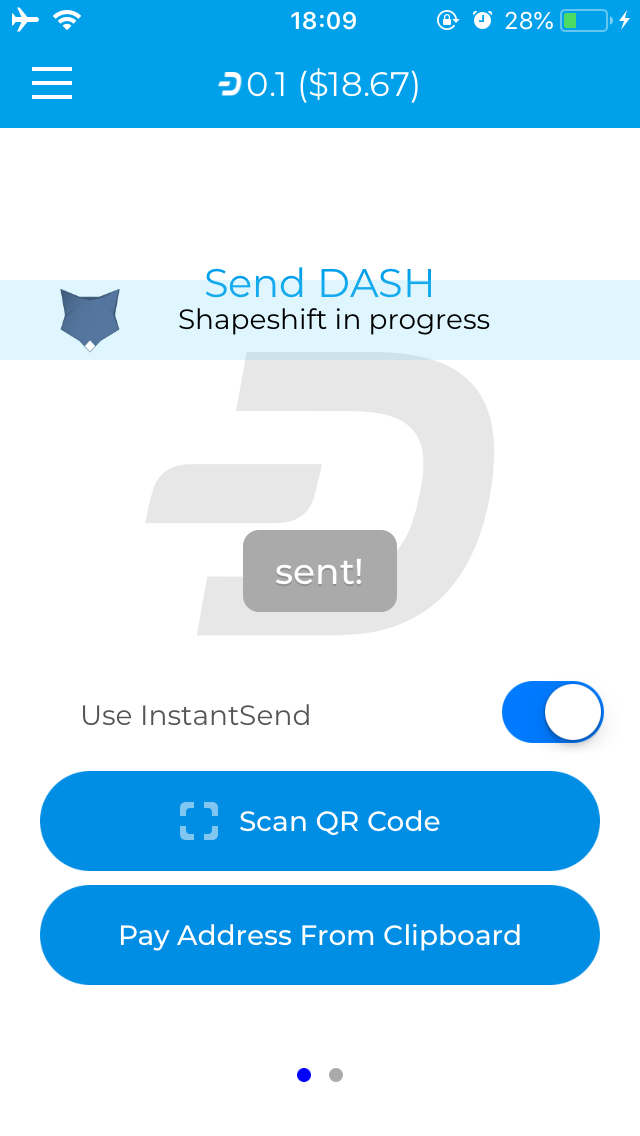 18:09
28%
0.1 ($18.67)
Send DASH
Shapeshift in progress
sent!
Use InstantSend
Scan QR Code
Pay Address From Clipboard